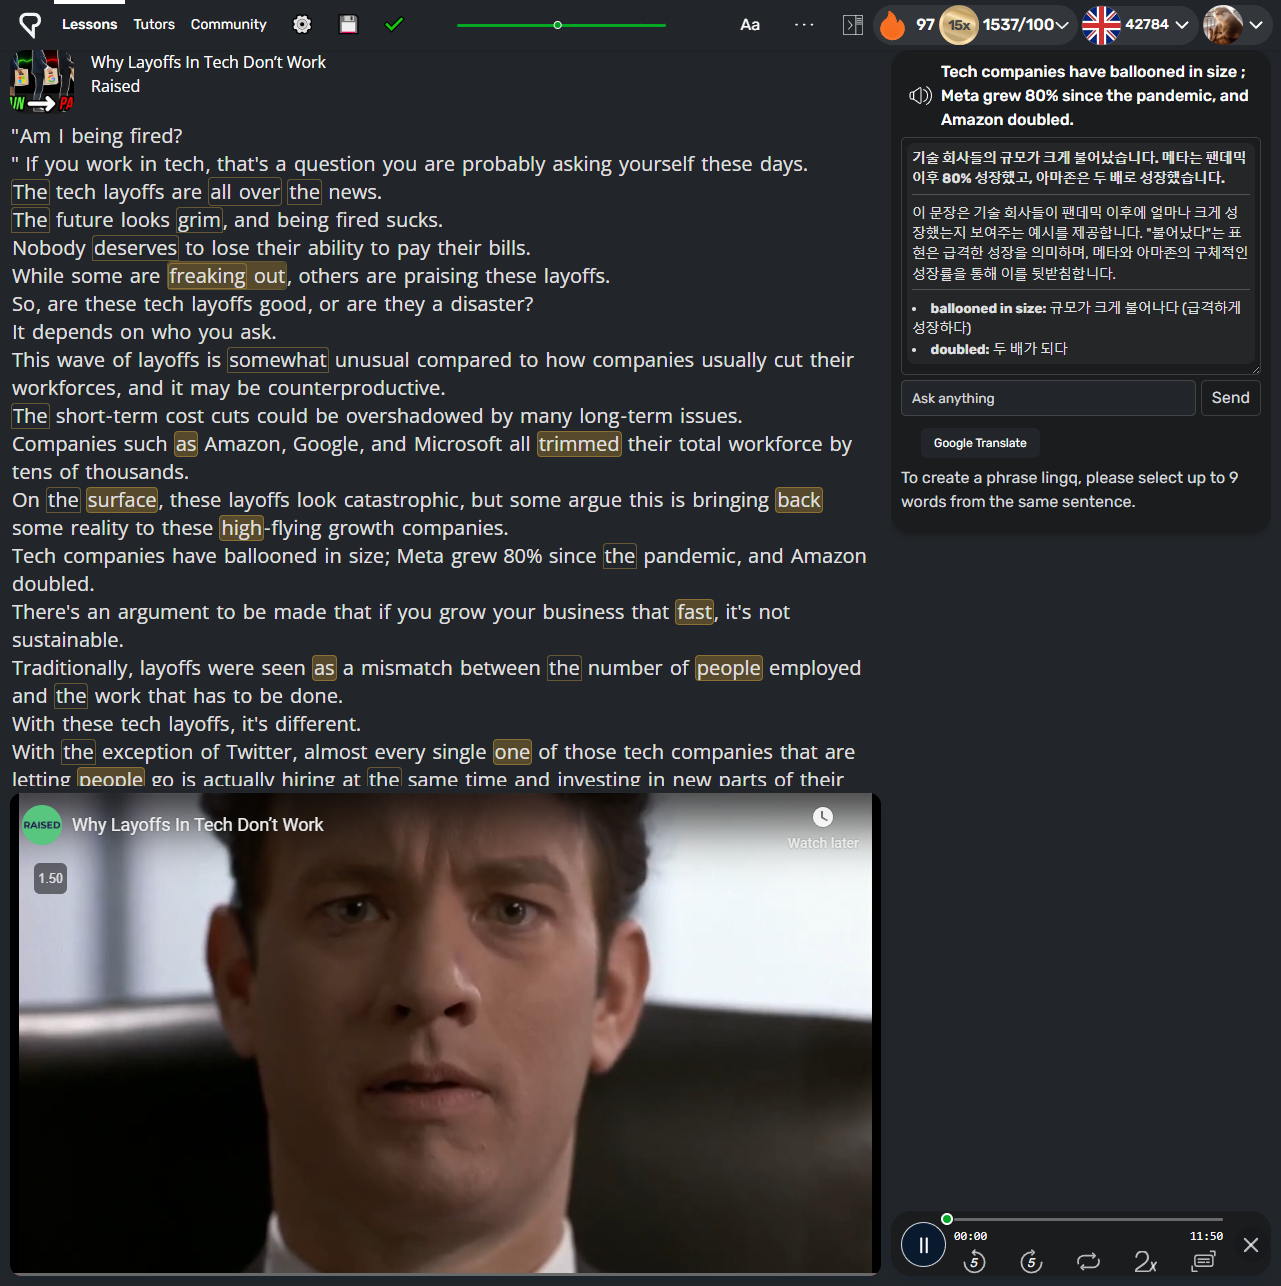 Lessons Tutors Community Aa ... 97 15x 1537/100 42784
Why Layoffs In Tech Don't Work
Raised
"Am I being fired?
" If you work in tech, that's a question you are probably asking yourself these days.
The tech layoffs are all over the news.
The future looks grim, and being fired sucks.
Nobody deserves to lose their ability to pay their bills.
While some are freaking out, others are praising these layoffs.
So, are these tech layoffs good, or are they a disaster?
It depends on who you ask.
This wave of layoffs is somewhat unusual compared to how companies usually cut their
workforces, and it may be counterproductive.
The short-term cost cuts could be overshadowed by many long-term issues.
Companies such as Amazon, Google, and Microsoft all trimmed their total workforce by
tens of thousands.
On the surface, these layoffs look catastrophic, but some argue this is bringing back
some reality to these high-flying growth companies.
Tech companies have ballooned in size; Meta grew 80% since the pandemic, and Amazon
doubled.
There's an argument to be made that if you grow your business that fast, it's not
sustainable.
Traditionally, layoffs were seen as a mismatch between the number of people employed
and the work that has to be done.
With these tech layoffs, it's different.
With the exception of Twitter, almost every single one of those tech companies that are
letting people go is actually hiring at the same time and investing in new parts of their
RAISED Why Layoffs In Tech Don't Work
Watch later
1.50
Tech companies have ballooned in size ;
Meta grew 80% since the pandemic, and
Amazon doubled.
기술 회사들의 규모가 크게 불어났습니다. 메타는 팬데믹
이후 80% 성장했고, 아마존은 두 배로 성장했습니다.
이 문장은 기술 회사들이 팬데믹 이후에 얼마나 크게 성
장했는지 보여주는 예시를 제공합니다. "불어났다"는 표
현은 급격한 성장을 의미하며, 메타와 아마존의 구체적인
성장률을 통해 이를 뒷받침합니다.
• ballooned in size: 규모가 크게 불어나다 (급격하게
성장하다)
• doubled: 두 배가 되다
Ask anything Send
Google Translate
To create a phrase lingq, please select up to 9
words from the same sentence.
00:00 11:50
5 5 2x